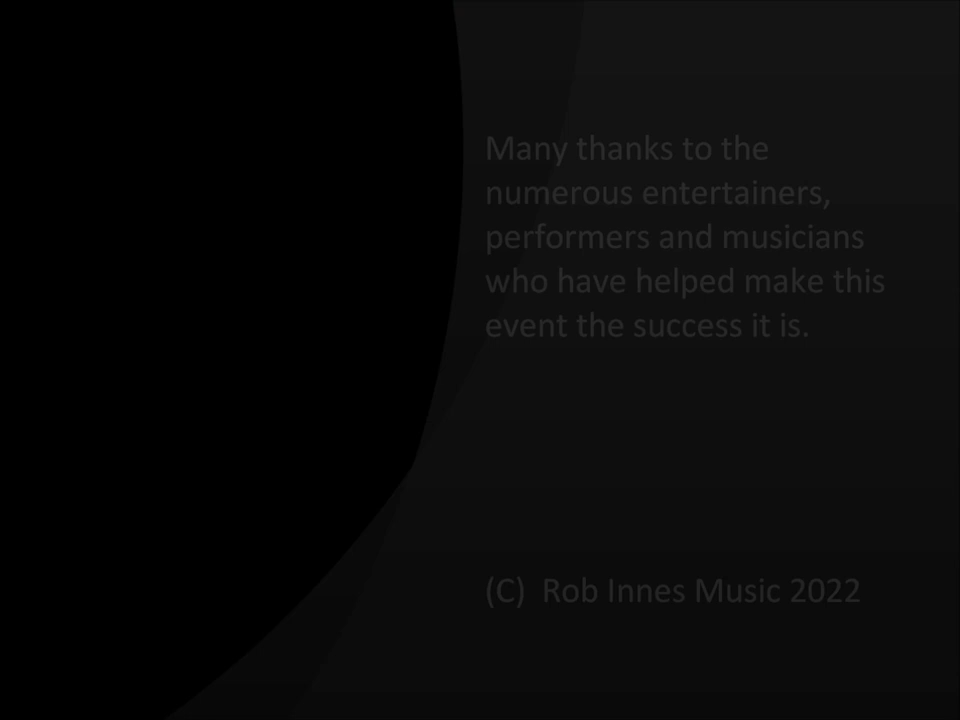 Many thanks to the
numerous entertainers,
performers and musicians
who have helped make this
event the success it is.
(C)  Rob Innes Music 2022